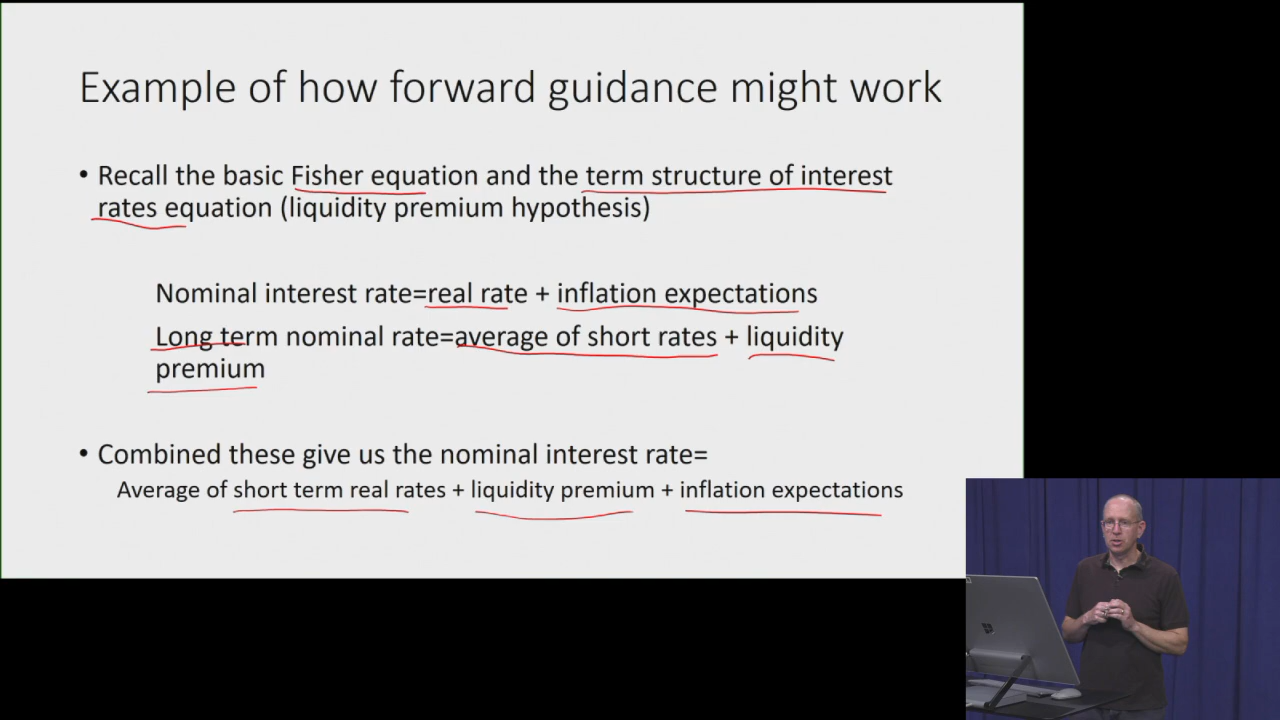 Example of how forward guidance might work
• Recall the basic Fisher equation and the term structure of interest
rates equation (liquidity premium hypothesis)
Nominal interest rate=real rate + inflation expectations
Long term nominal rate=average of short rates + liquidity
premium
• Combined these give us the nominal interest rate=
Average of short term real rates + liquidity premium + inflation expectations